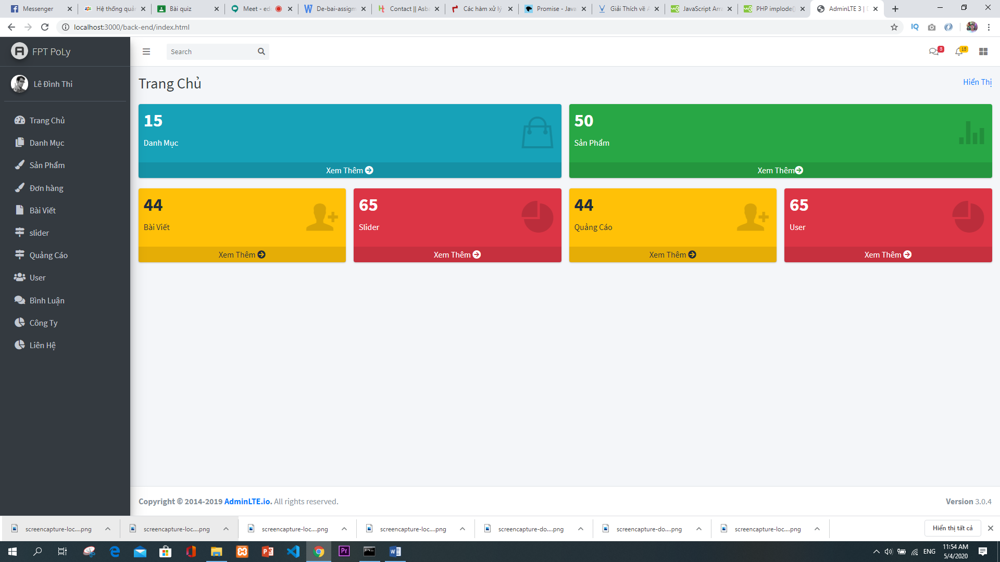 Messenger
Hệ thống quản
Bài quiz
Meet - edo
De-bai-assigm
Contact || Asba
Các hàm xử lý
Promise - Java
Giải Thích về A
JavaScript Arra
PHP implode()
AdminLTE 3 | D
localhost:3000/back-end/index.html
IQ
FPT PoLy
Search
3
15
Lê Đình Thi
Trang Chủ
Hiển Thị
Trang Chủ
Danh Mục
Sản Phẩm
Đơn hàng
Bài Viết
slider
Quảng Cáo
User
Bình Luận
Công Ty
Liên Hệ
15
Danh Mục
Xem Thêm
50
Sản Phẩm
Xem Thêm
44
Bài Viết
Xem Thêm
65
Slider
Xem Thêm
44
Quảng Cáo
Xem Thêm
65
User
Xem Thêm
Copyright © 2014-2019 AdminLTE.io. All rights reserved.
Version 3.0.4
screencapture-loc....png
screencapture-loc....png
screencapture-loc....png
screencapture-loc....png
screencapture-do....png
screencapture-do....png
screencapture-loc....png
Hiển thị tất cả
ENG
11:54 AM
5/4/2020